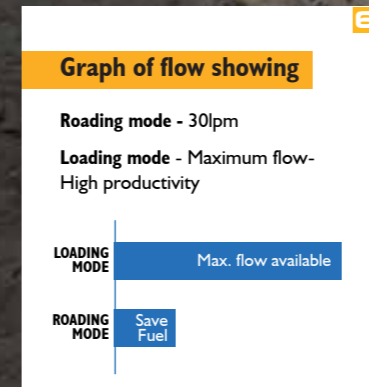 Graph of flow showing
Roading mode - 30lpm
Loading mode - Maximum flow-
High productivity
LOADING
MODE
Max. flow available
ROADING
MODE
Save
Fuel